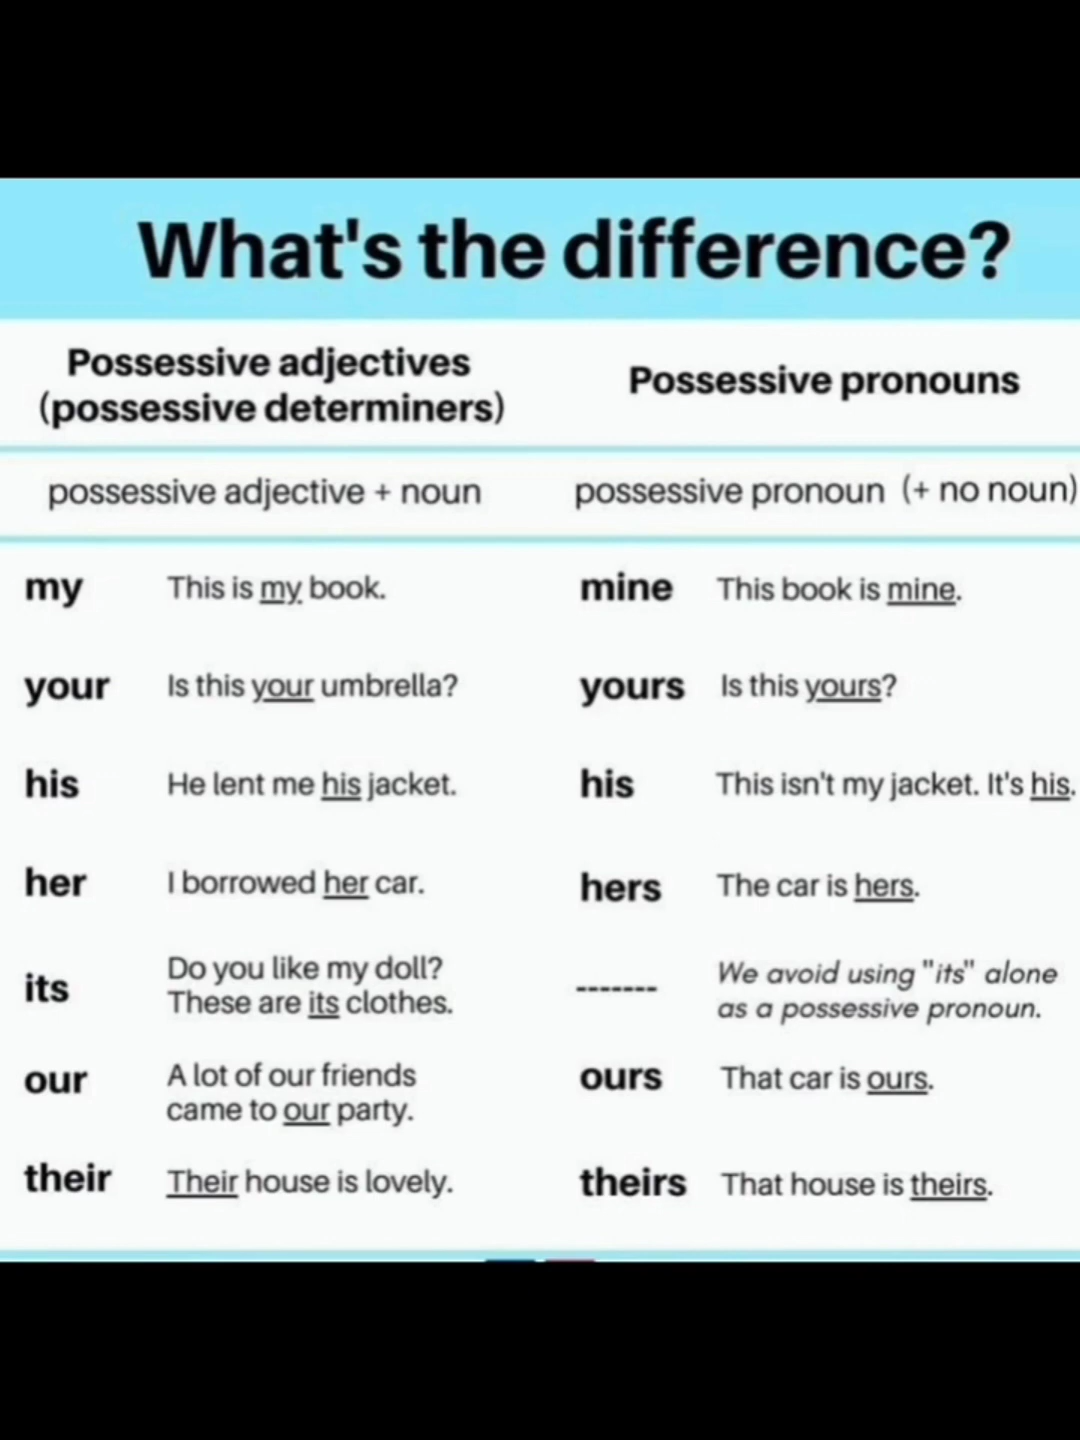 What's the difference?
Possessive adjectives
(possessive determiners)
Possessive pronouns
possessive adjective + noun
possessive pronoun (+ no noun)
my This is my book.
mine This book is mine.
your Is this your umbrella?
yours Is this yours?
his He lent me his jacket.
his This isn't my jacket. It's his.
her I borrowed her car.
hers The car is hers.
its Do you like my doll?
These are its clothes.
------- We avoid using "its" alone
as a possessive pronoun.
our A lot of our friends
came to our party.
ours That car is ours.
their Their house is lovely.
theirs That house is theirs.